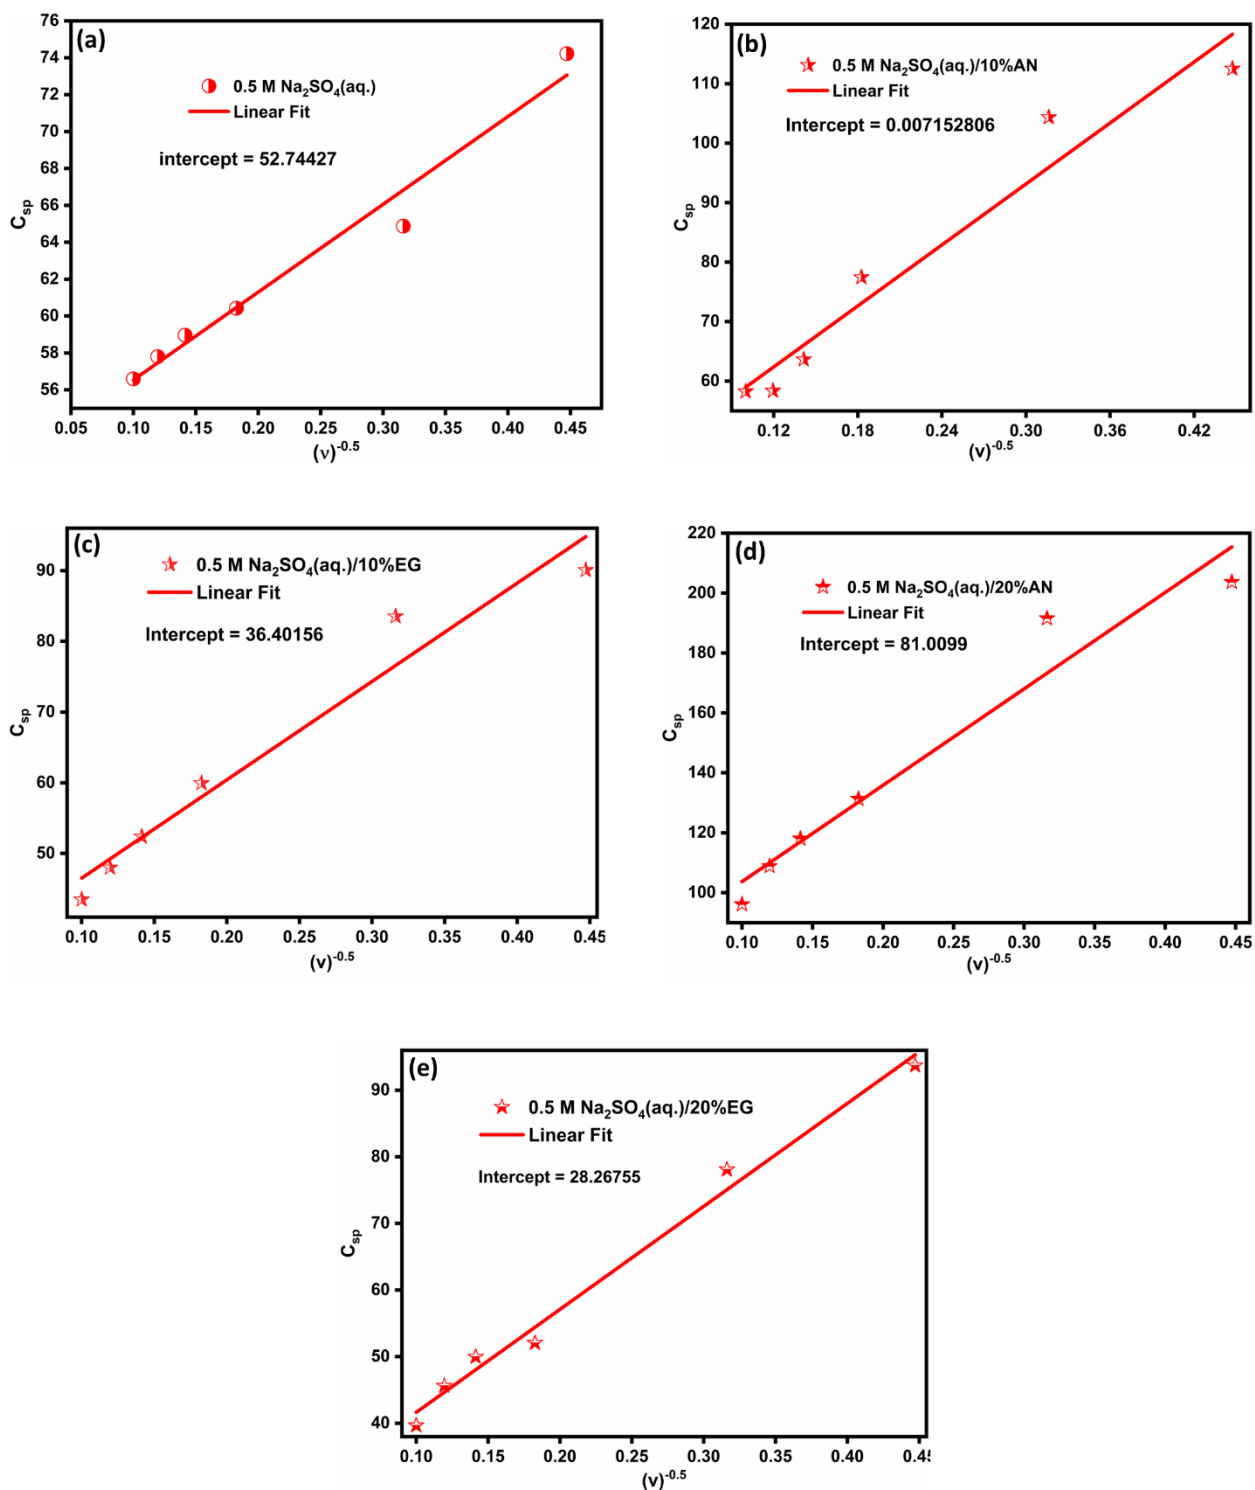 (a)
76
74
72
70
68
66
64
62
60
58
56
C_sp
0.5 M Na₂SO₄(aq.)
Linear Fit
intercept = 52.74427
0.05 0.10 0.15 0.20 0.25 0.30 0.35 0.40 0.45
(ν)^-0.5
(b)
120
110
100
90
80
70
60
C_sp
0.5 M Na₂SO₄(aq.)/10%AN
Linear Fit
Intercept = 0.007152806
0.12 0.18 0.24 0.30 0.36 0.42
(v)^-0.5
(c)
90
80
70
60
50
C_sp
0.5 M Na₂SO₄(aq.)/10%EG
Linear Fit
Intercept = 36.40156
0.10 0.15 0.20 0.25 0.30 0.35 0.40 0.45
(v)^-0.5
(d)
220
200
180
160
140
120
100
C_sp
0.5 M Na₂SO₄(aq.)/20%AN
Linear Fit
Intercept = 81.0099
0.10 0.15 0.20 0.25 0.30 0.35 0.40 0.45
(v)^-0.5
(e)
90
80
70
60
50
40
C_sp
0.5 M Na₂SO₄(aq.)/20%EG
Linear Fit
Intercept = 28.26755
0.10 0.15 0.20 0.25 0.30 0.35 0.40 0.45
(v)^-0.5